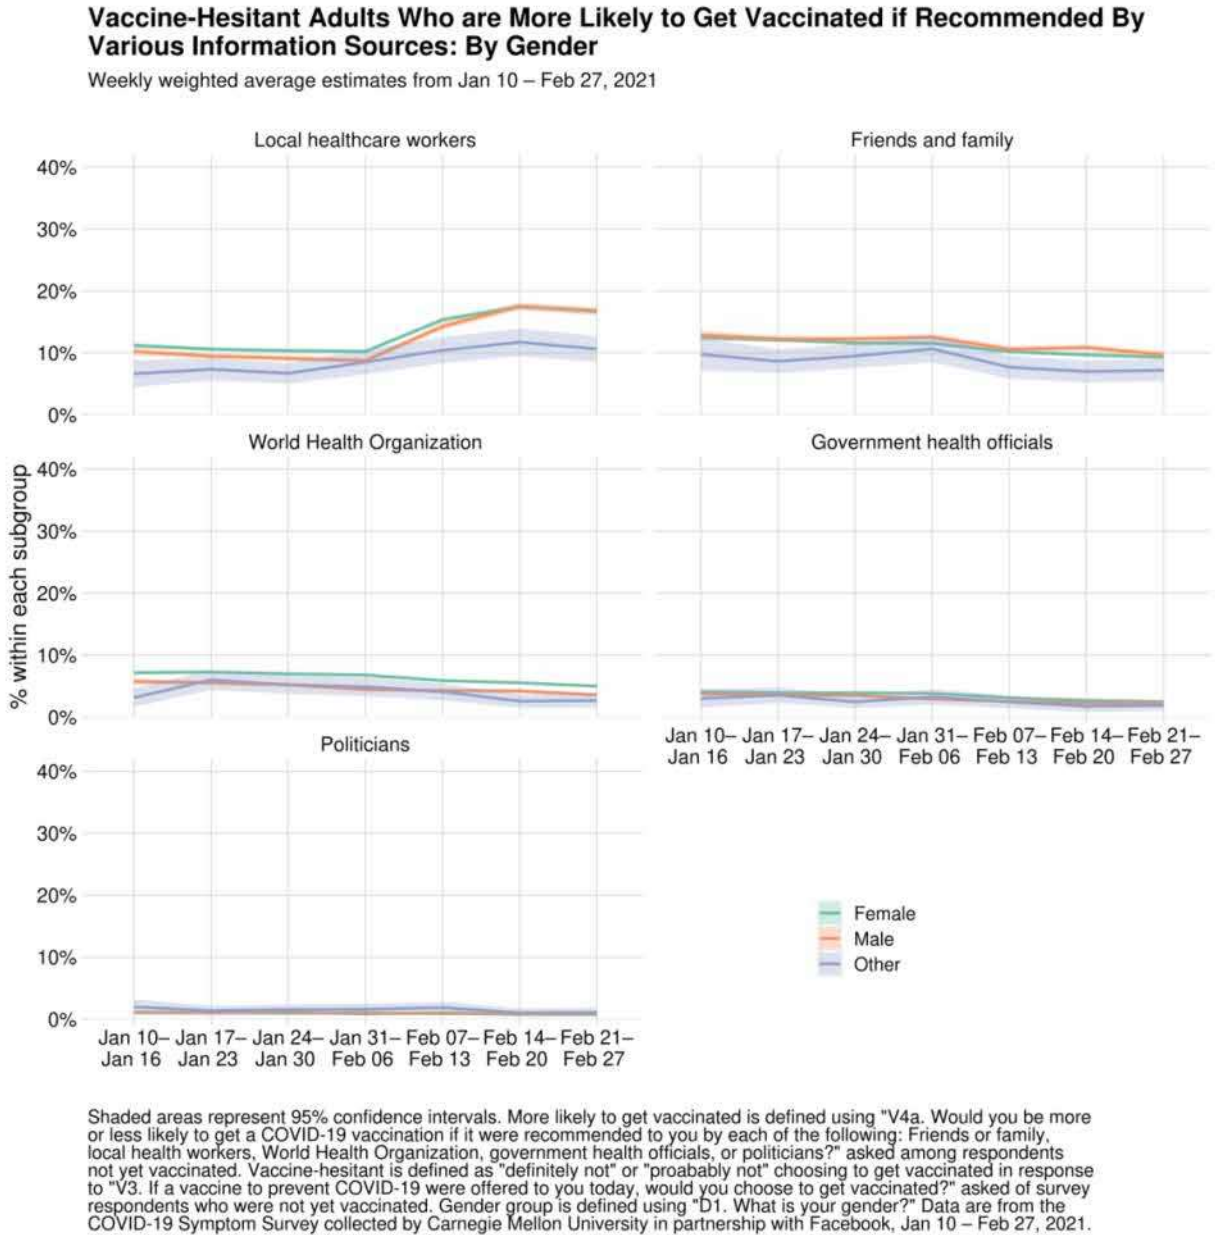 Vaccine-Hesitant Adults Who are More Likely to Get Vaccinated if Recommended By
Various Information Sources: By Gender
Weekly weighted average estimates from Jan 10 – Feb 27, 2021
Local healthcare workers
Friends and family
40%
30%
20%
10%
0%
World Health Organization
Government health officials
% within each subgroup
40%
30%
20%
10%
0%
Jan 10– Jan 17– Jan 24– Jan 31– Feb 07– Feb 14– Feb 21–
Jan 16 Jan 23 Jan 30 Feb 06 Feb 13 Feb 20 Feb 27
Politicians
40%
30%
20%
10%
0%
Jan 10– Jan 17– Jan 24– Jan 31– Feb 07– Feb 14– Feb 21–
Jan 16 Jan 23 Jan 30 Feb 06 Feb 13 Feb 20 Feb 27
Female
Male
Other
Shaded areas represent 95% confidence intervals. More likely to get vaccinated is defined using "V4a. Would you be more
or less likely to get a COVID-19 vaccination if it were recommended to you by each of the following: Friends or family,
local health workers, World Health Organization, government health officials, or politicians?" asked among respondents
not yet vaccinated. Vaccine-hesitant is defined as "definitely not" or "proabably not" choosing to get vaccinated in response
to "V3. If a vaccine to prevent COVID-19 were offered to you today, would you choose to get vaccinated?" asked of survey
respondents who were not yet vaccinated. Gender group is defined using "D1. What is your gender?" Data are from the
COVID-19 Symptom Survey collected by Carnegie Mellon University in partnership with Facebook, Jan 10 – Feb 27, 2021.